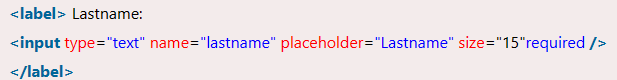 <label> Lastname:
<input type="text" name="lastname" placeholder="Lastname" size="15"required />
</label>